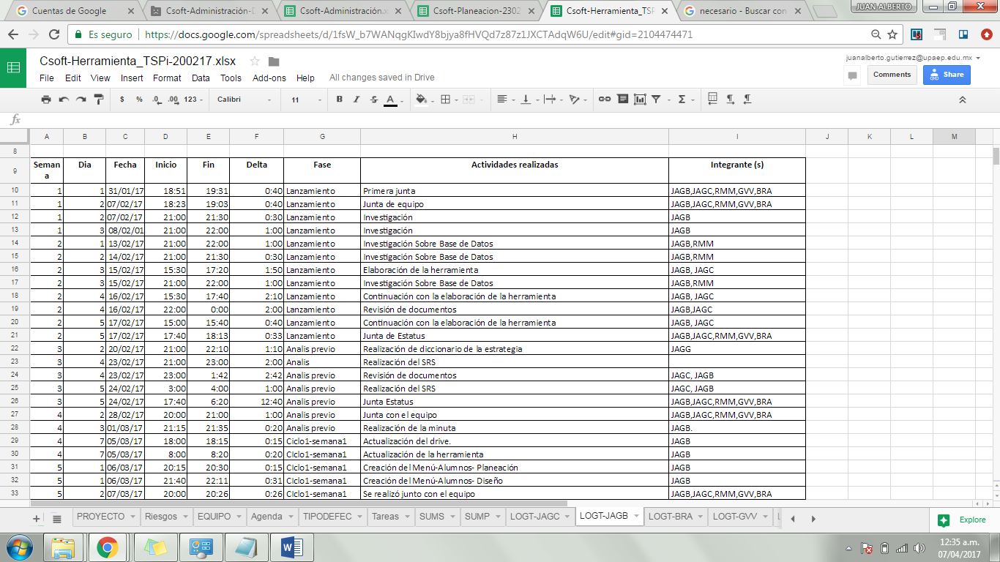 Cuentas de Google
Csoft-Administración-D
Csoft-Administración.x
Csoft-Planeacion-2302
Csoft-Herramienta_TSP
necesario - Buscar con
JUAN ALBERTO
Es seguro https://docs.google.com/spreadsheets/d/1fsW_b7WANqgKIwdY8bjya8fHVQd7z87z1JXCTAdqW6U/edit#gid=2104474471
Csoft-Herramienta_TSPi-200217.xlsx
juanalberto.gutierrez@upaep.edu.mx
File Edit View Insert Format Data Tools Add-ons Help All changes saved in Drive
Comments Share
$ % .0 .00 123 Calibri 11 B I S A
fx
A B C D E F G H I J K L M
8
9 Semana Dia Fecha Inicio Fin Delta Fase Actividades realizadas Integrante (s)
10 1 1 31/01/17 18:51 19:31 0:40 Lanzamiento Primera junta JAGB,JAGC,RMM,GVV,BRA
11 1 2 07/02/17 18:23 19:03 0:40 Lanzamiento Junta de equipo JAGB,JAGC,RMM,GVV,BRA
12 1 2 07/02/17 21:00 21:30 0:30 Lanzamiento Investigación JAGB
13 1 3 08/02/01 21:00 22:00 1:00 Lanzamiento Investigación JAGB
14 2 1 13/02/17 21:00 22:00 1:00 Lanzamiento Investigación Sobre Base de Datos JAGB,RMM
15 2 2 14/02/17 21:00 21:30 0:30 Lanzamiento Investigación Sobre Base de Datos JAGB,RMM
16 2 3 15/02/17 15:30 17:20 1:50 Lanzamiento Elaboración de la herramienta JAGB, JAGC
17 2 3 15/02/17 21:00 22:00 1:00 Lanzamiento Investigación Sobre Base de Datos JAGB,RMM
18 2 4 16/02/17 15:30 17:40 2:10 Lanzamiento Continuación con la elaboración de la herramienta JAGB, JAGC
19 2 4 16/02/17 22:00 0:00 2:00 Lanzamiento Revisión de documentos JAGB,JAGC
20 2 5 17/02/17 15:00 15:40 0:40 Lanzamiento Continuación con la elaboración de la herramienta JAGB, JAGC
21 2 5 17/02/17 17:40 18:13 0:33 Lanzamiento Junta de Estatus JAGB,JAGC,RMM,GVV,BRA
22 3 2 20/02/17 21:00 22:10 1:10 Analis previo Realización de diccionario de la estrategia JAGG
23 3 4 23/02/17 21:00 23:00 2:00 Analis Realización del SRS
24 3 4 23/02/17 23:00 1:42 2:42 Analis previo Revisión de documentos JAGC, JAGB
25 3 5 24/02/17 3:00 4:00 1:00 Analis previo Realización del SRS JAGC, JAGB
26 3 5 24/02/17 17:40 6:20 12:40 Analis previo Junta Estatus JAGB,JAGC,RMM,GVV,BRA
27 4 2 28/02/17 20:00 21:00 1:00 Analis previo Junta con el equipo JAGB,JAGC,RMM,GVV,BRA
28 4 3 01/03/17 21:15 21:35 0:20 Analis previo Realización de la minuta JAGB.
29 4 7 05/03/17 18:00 18:15 0:15 Ciclo1-semana1 Actualización del drive. JAGB
30 4 7 05/03/17 8:00 8:20 0:20 CIclo1-semana1 Actualización de la herramienta JAGB
31 5 1 06/03/17 20:15 20:30 0:15 CIclo1-semana1 Creación del Menú-Alumnos- Planeación JAGB
32 5 1 06/03/17 21:40 22:11 0:31 CIclo1-semana1 Creación del Menú-Alumnos- Diseño JAGB
33 5 2 07/03/17 20:00 20:26 0:26 CIclo1-semana1 Se realizó junto con el equipo JAGB,JAGC,RMM,GVV,BRA
PROYECTO Riesgos EQUIPO Agenda TIPODEFEC Tareas SUMS SUMP LOGT-JAGC LOGT-JAGB LOGT-BRA LOGT-GVV
Explore
12:35 a.m.
07/04/2017